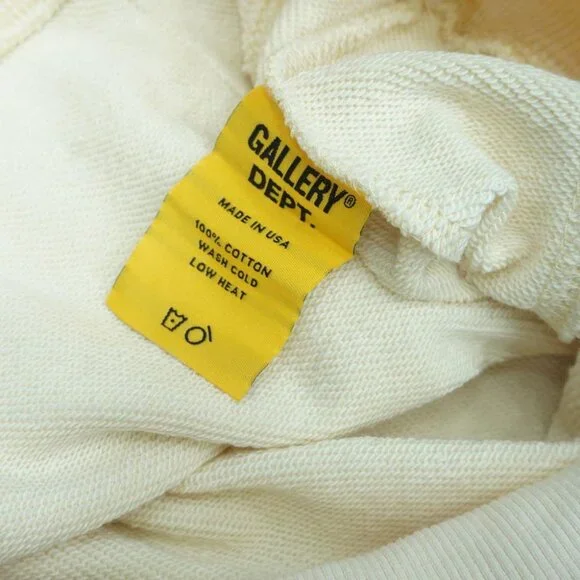 GALLERY®
DEPT.
MADE IN USA
100% COTTON
WASH COLD
LOW HEAT